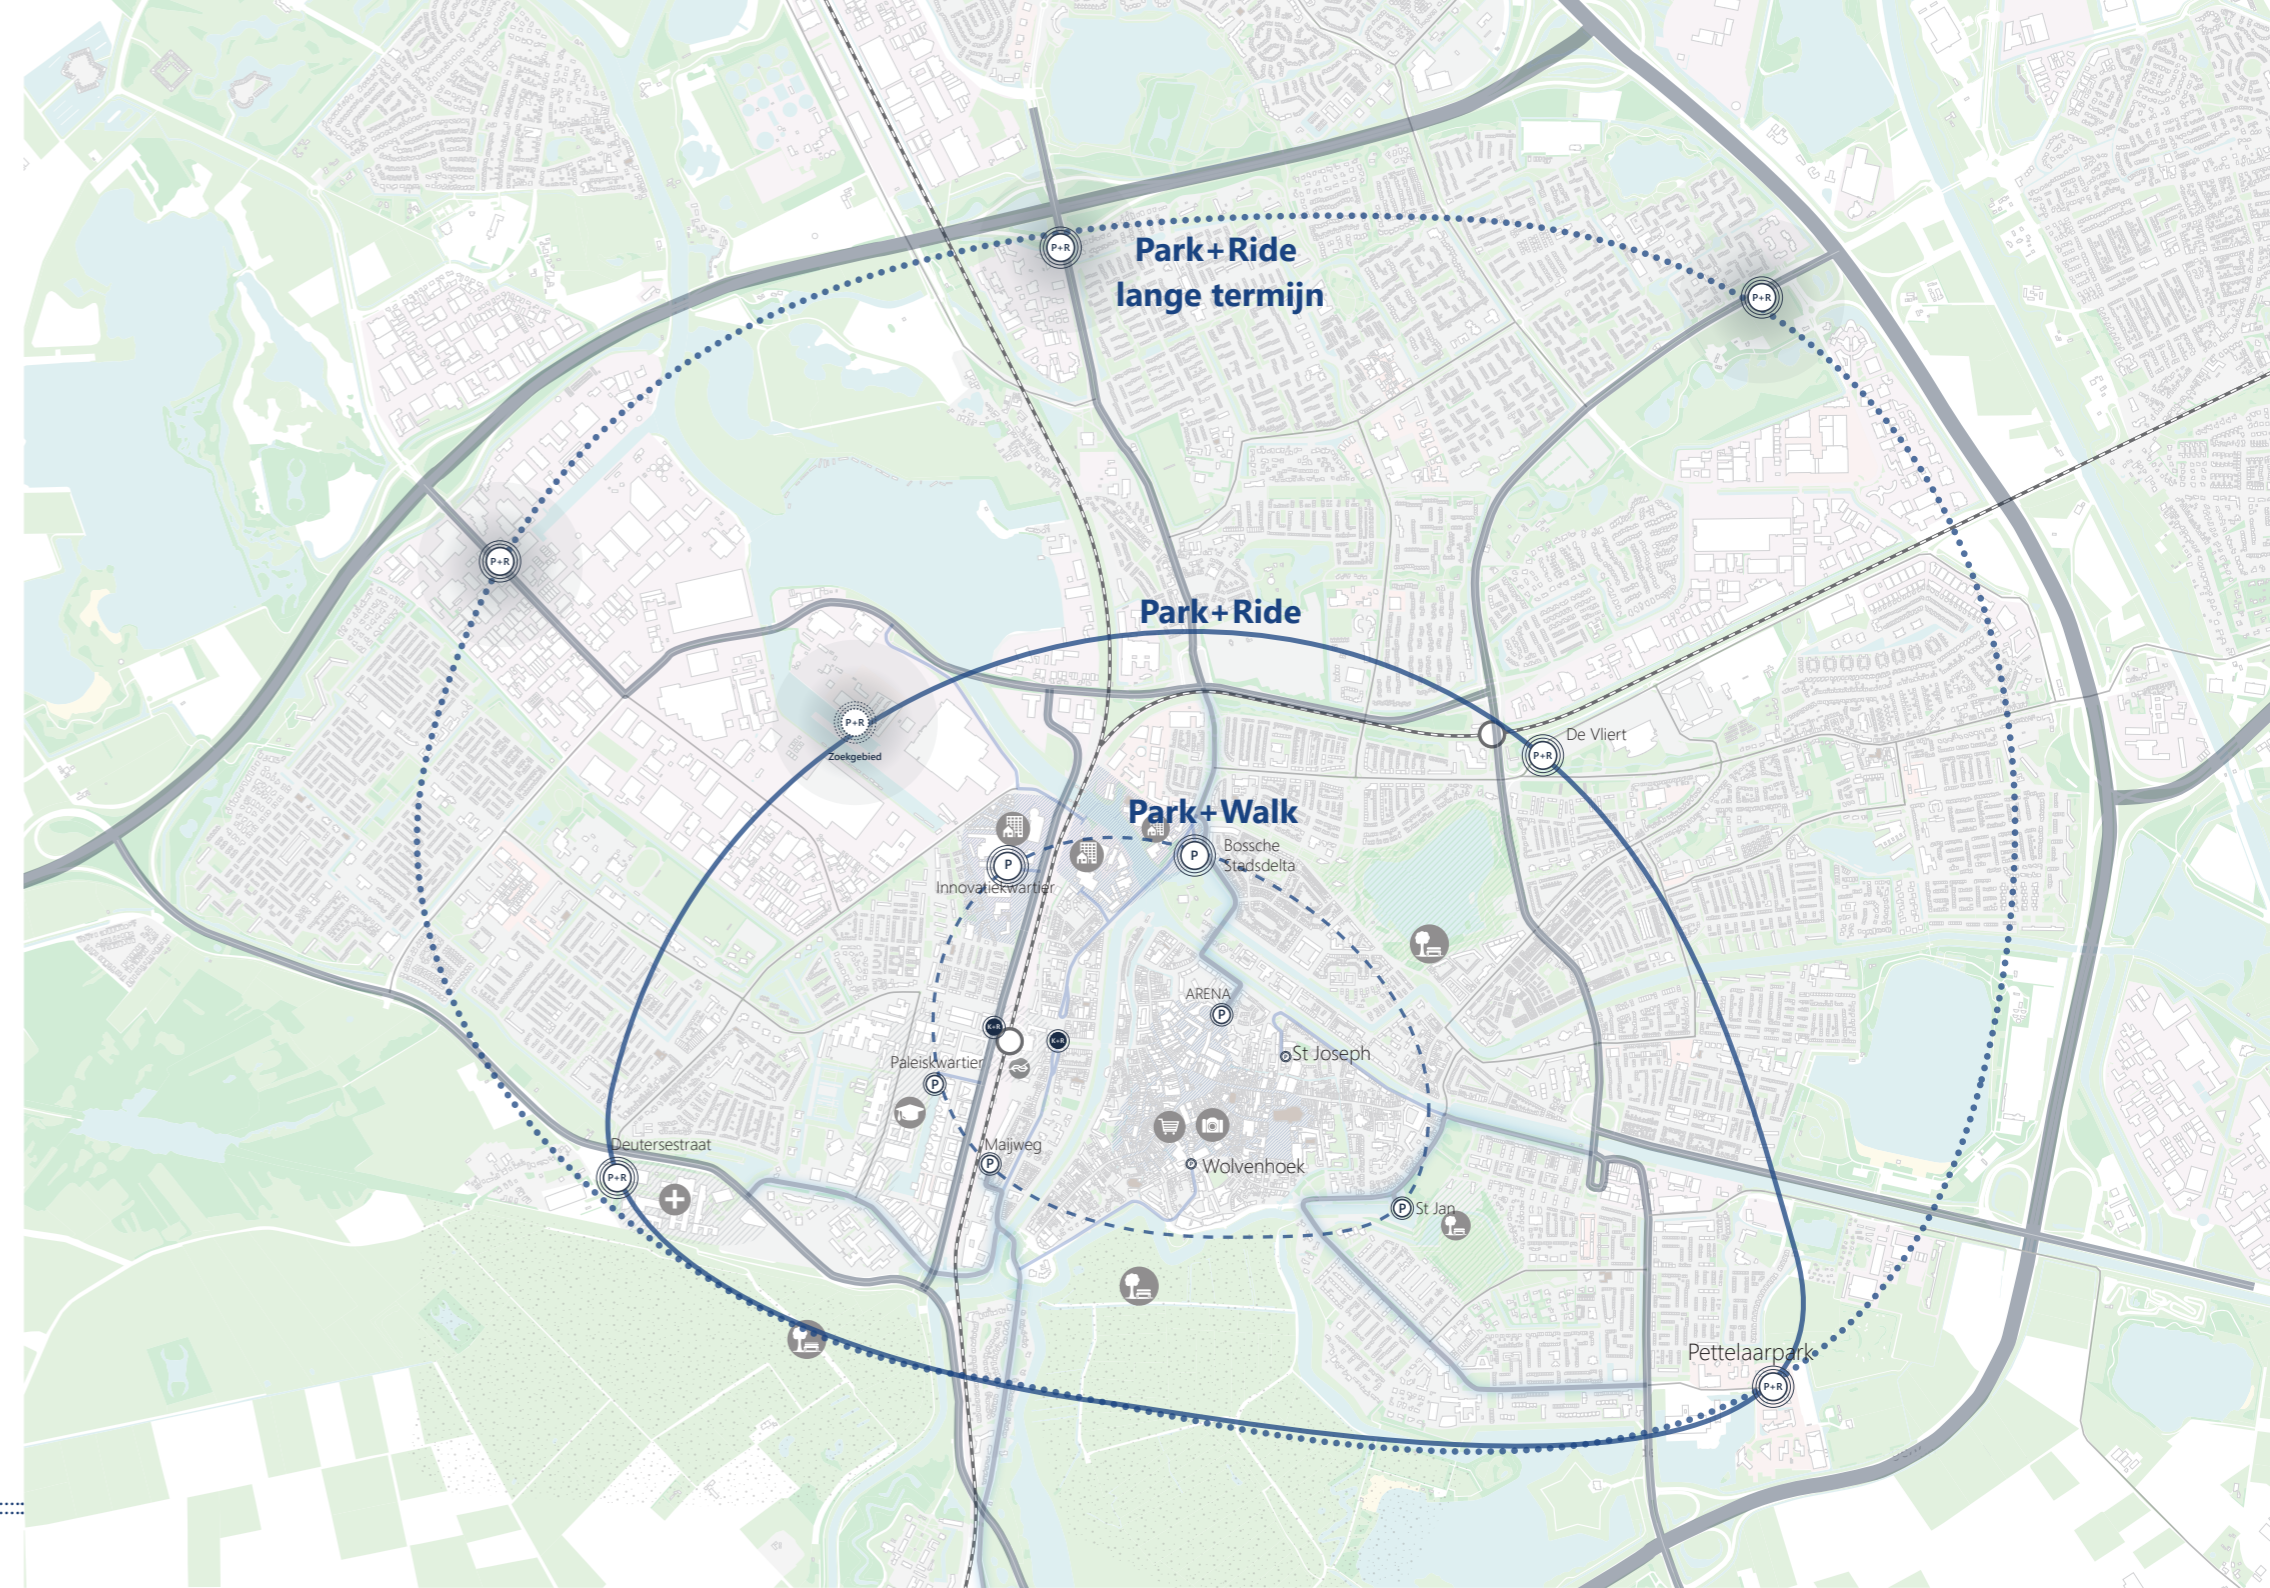 P+R
Park+Ride
lange termijn
P+R
P+R
Park+Ride
P+R
Zoekgebied
De Vliert
P+R
Park+Walk
P
Innovatiekwartier
P
Bossche
Stadsdelta
ARENA
P
K+R
K+R
St Joseph
P
Paleiskwartier
P
Deutersestraat
P+R
Maijweg
P
Wolvenhoek
P
P
St Jan
Pettelaarpark
P+R